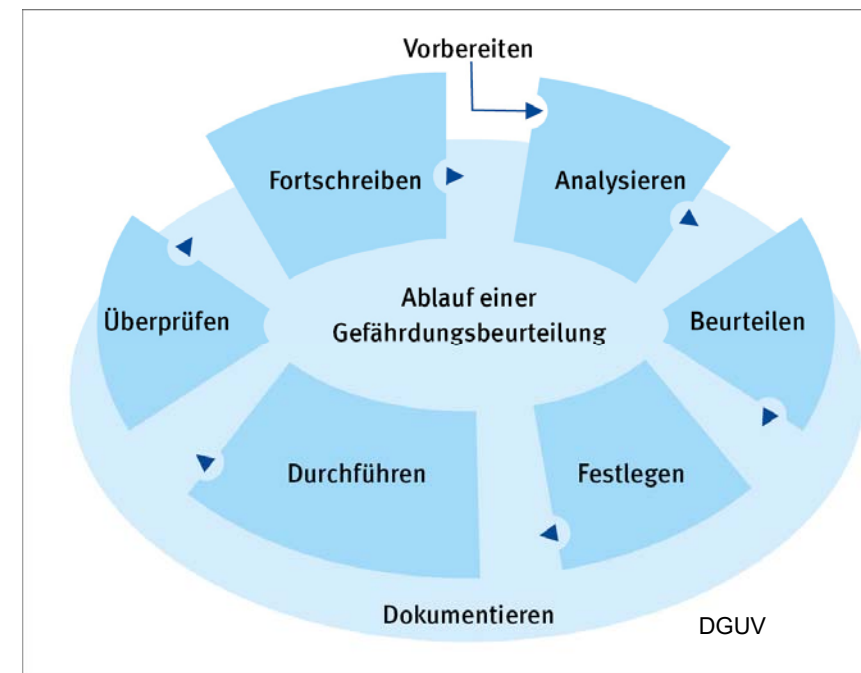 Vorbereiten
Fortschreiben
Analysieren
Überprüfen
Ablauf einer
Gefährdungsbeurteilung
Beurteilen
Durchführen
Festlegen
Dokumentieren
DGUV